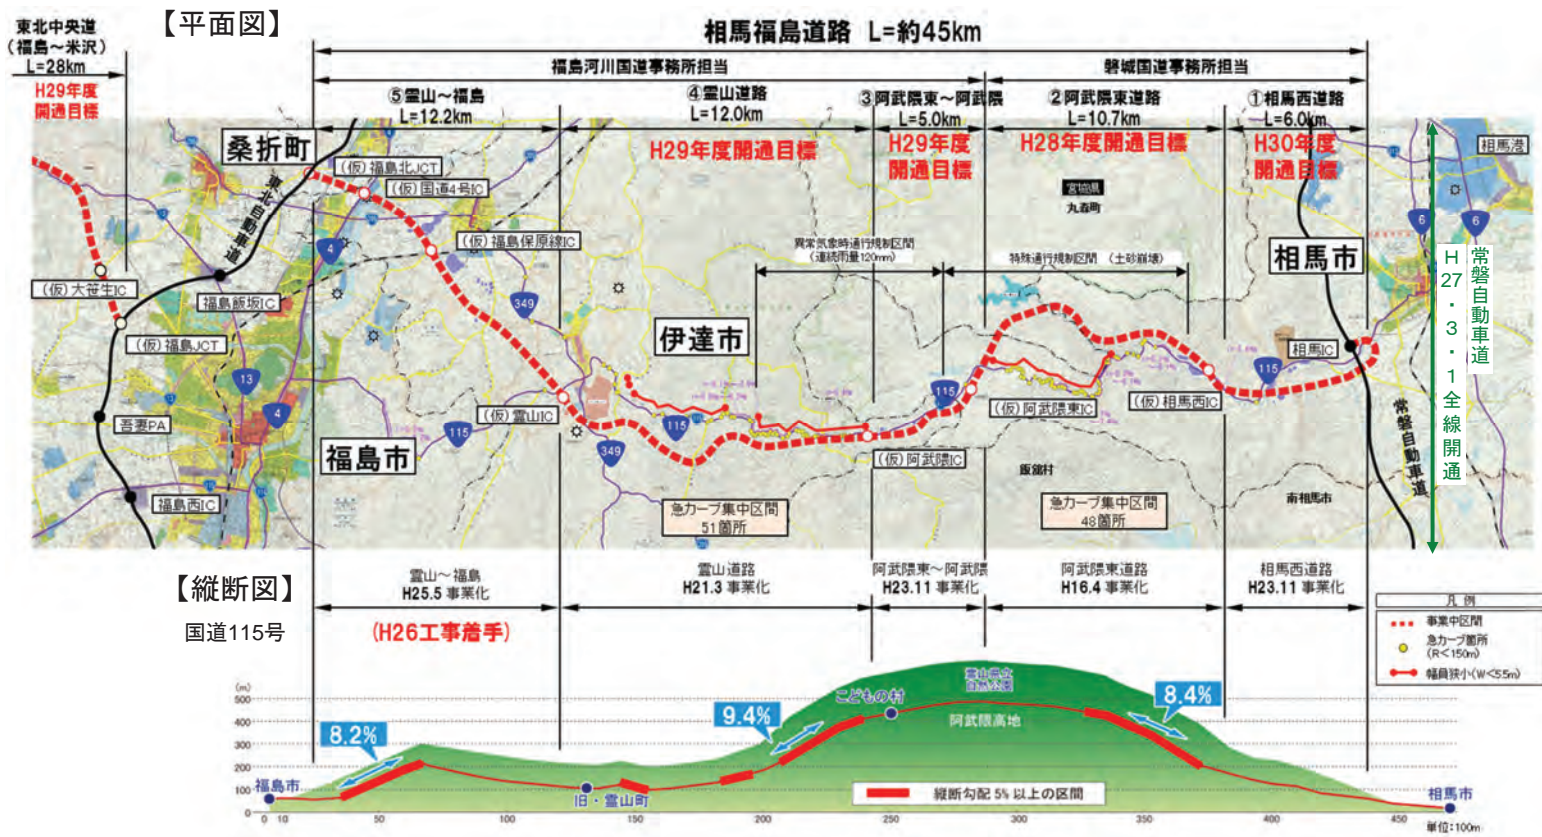 【平面図】
東北中央道
(福島~米沢)
L=28km
H29年度
開通目標
相馬福島道路 L=約45km
福島河川国道事務所担当
磐城国道事務所担当
⑤霊山~福島
L=12.2km
④霊山道路
L=12.0km
H29年度開通目標
③阿武隈東~阿武隈
L=5.0km
H29年度
開通目標
②阿武隈東道路
L=10.7km
H28年度開通目標
①相馬西道路
L=6.0km
H30年度
開通目標
桑折町
(仮)福島北JCT
(仮)国道4号IC
(仮)福島保原線IC
東北自動車道
(仮)大笹生IC
福島飯坂IC
(仮)福島JCT
吾妻PA
福島西IC
福島市
(仮)霊山IC
伊達市
4
13
4
115
349
349
115
115
115
6
6
宮城県
丸森町
異常気象時通行規制区間
(連続雨量120mm)
特殊通行規制区間 (土砂崩壊)
相馬港
相馬市
相馬IC
常磐自動車道
H27・3・1全線開通
常磐自動車道
(仮)阿武隈東IC
(仮)相馬西IC
(仮)阿武隈IC
飯舘村
南相馬市
急カーブ集中区間
51箇所
急カーブ集中区間
48箇所
【縦断図】
国道115号
霊山~福島
H25.5 事業化
(H26工事着手)
霊山道路
H21.3 事業化
阿武隈東~阿武隈
H23.11 事業化
阿武隈東道路
H16.4 事業化
相馬西道路
H23.11 事業化
凡 例
事業中区間
急カーブ箇所
(R<150m)
幅員狭小(W<5.5m)
(m)
500
400
300
200
100
0
8.2%
9.4%
8.4%
福島市
旧・霊山町
こどもの村
霊山県立
自然公園
阿武隈高地
相馬市
縦断勾配 5% 以上の区間
0 10 50 100 150 200 250 300 350 400 450
単位:100m